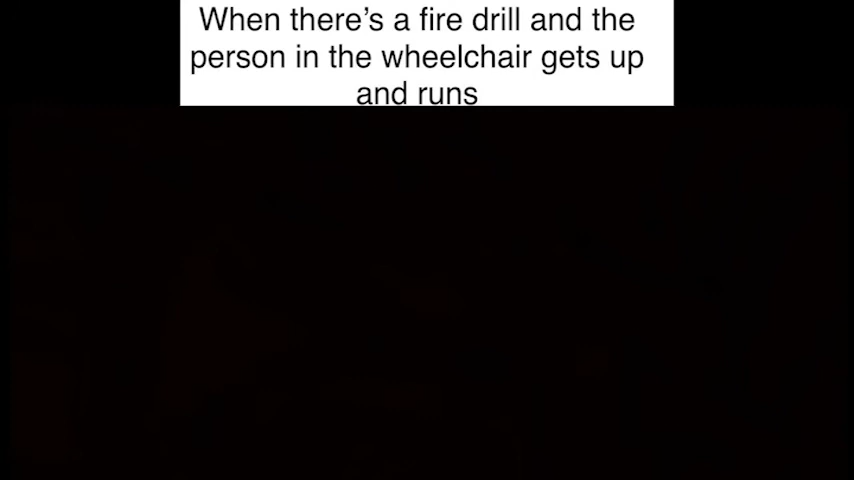 When there’s a fire drill and the
person in the wheelchair gets up
and runs